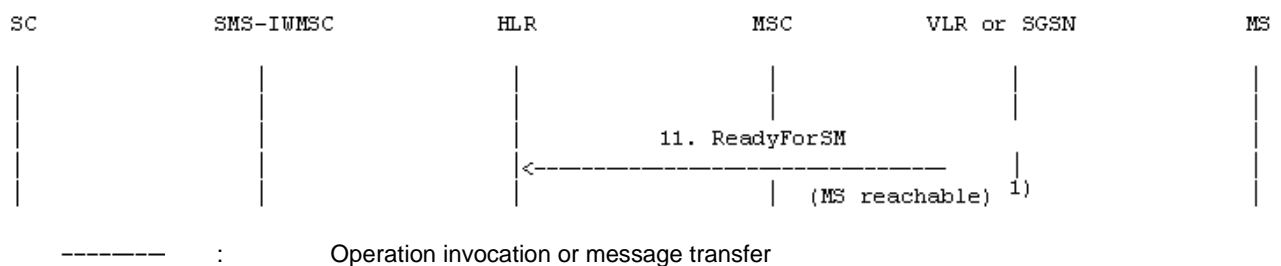 SC SMS-IWMSC HLR MSC VLR or SGSN MS
11. ReadyForSM
(MS reachable) 1)
: Operation invocation or message transfer